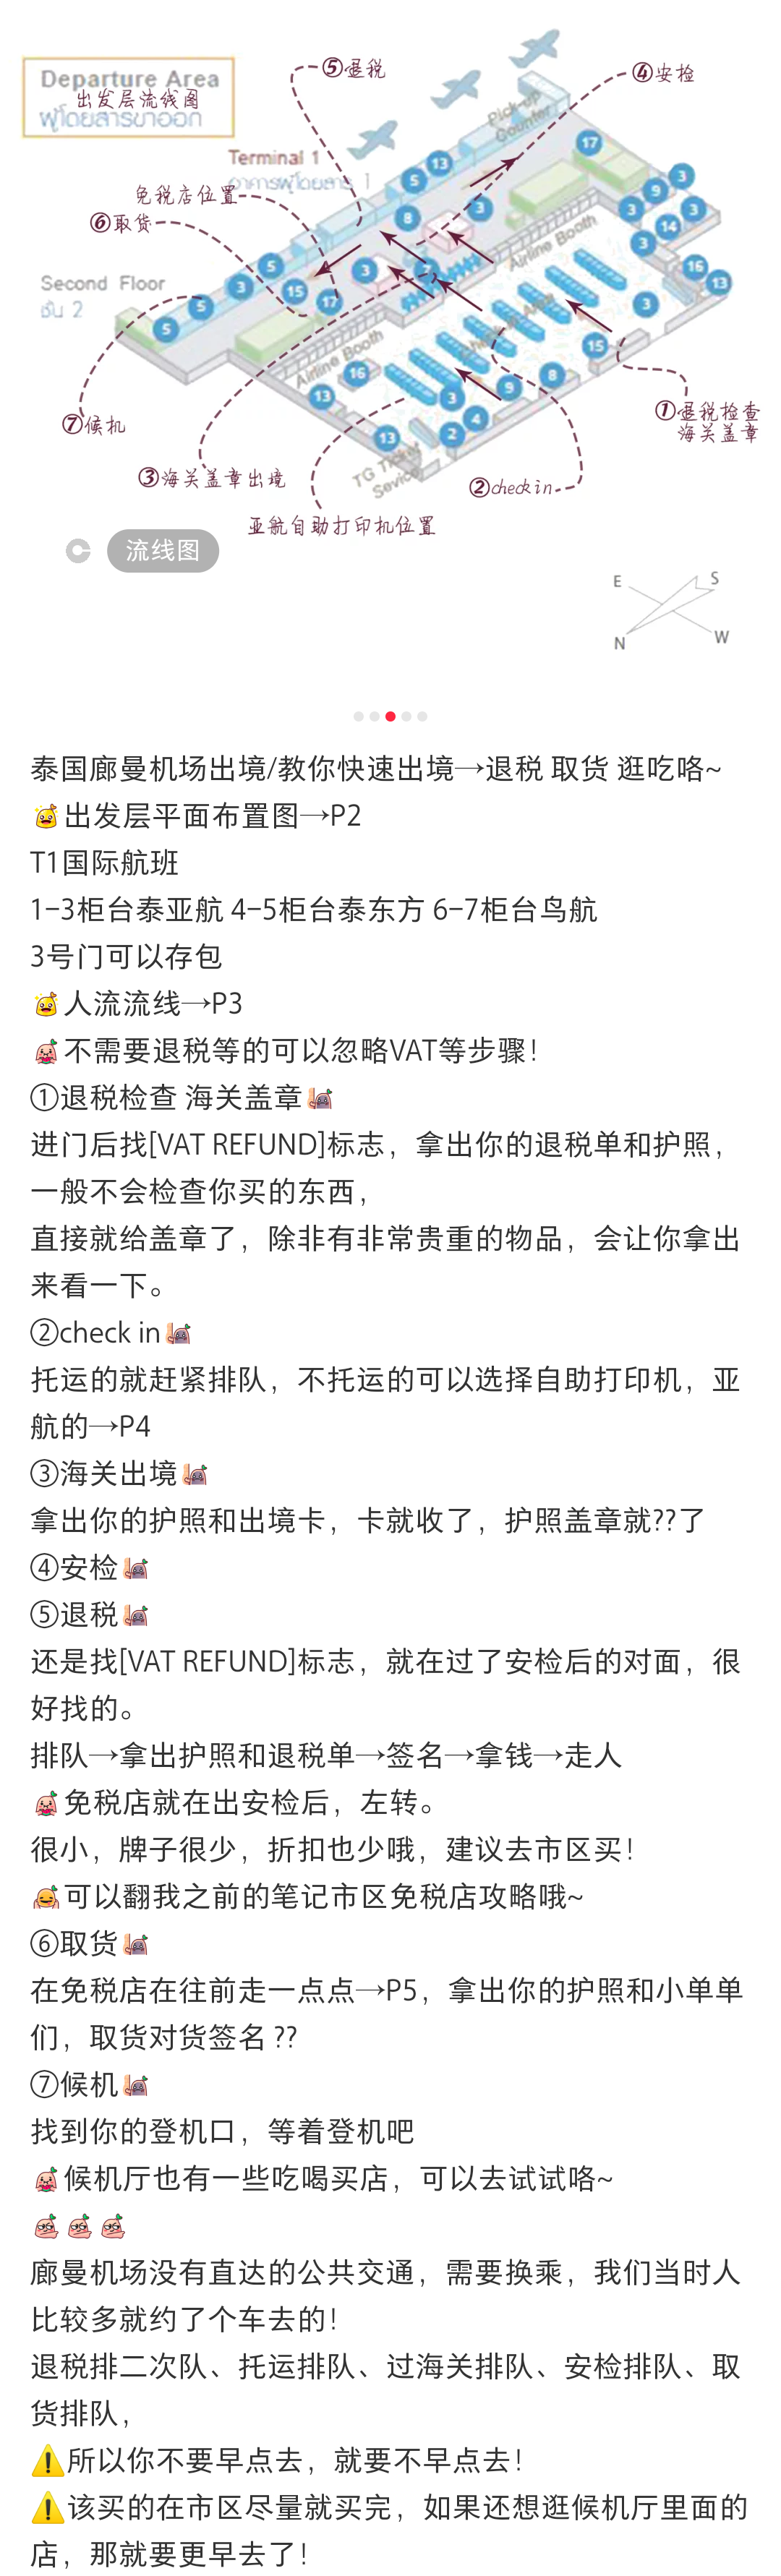 Departure Area
出发层流线图
ผู้โดยสารขาออก
⑤退税
④安检
Pick-up
Counter
Terminal 1
อาคารผู้โดยสาร 1
免税店位置
⑥取货
Second Floor
ชั้น 2
Airline Booth
Airline Booth
⑦候机
①退税检查
海关盖章
③海关盖章出境
TG Ticket
Sevice
②check in
亚航自助打印机位置
流线图
E
S
N
W
泰国廊曼机场出境/教你快速出境→退税 取货 逛吃咯~
出发层平面布置图→P2
T1国际航班
1-3柜台泰亚航 4-5柜台泰东方 6-7柜台鸟航
3号门可以存包
人流流线→P3
不需要退税等的可以忽略VAT等步骤！
①退税检查 海关盖章
进门后找[VAT REFUND]标志，拿出你的退税单和护照，
一般不会检查你买的东西，
直接就给盖章了，除非有非常贵重的物品，会让你拿出
来看一下。
②check in
托运的就赶紧排队，不托运的可以选择自助打印机，亚
航的→P4
③海关出境
拿出你的护照和出境卡，卡就收了，护照盖章就??了
④安检
⑤退税
还是找[VAT REFUND]标志，就在过了安检后的对面，很
好找的。
排队→拿出护照和退税单→签名→拿钱→走人
免税店就在出安检后，左转。
很小，牌子很少，折扣也少哦，建议去市区买！
可以翻我之前的笔记市区免税店攻略哦~
⑥取货
在免税店在往前走一点点→P5，拿出你的护照和小单单
们，取货对货签名 ??
⑦候机
找到你的登机口，等着登机吧
候机厅也有一些吃喝买店，可以去试试咯~
廊曼机场没有直达的公共交通，需要换乘，我们当时人
比较多就约了个车去的！
退税排二次队、托运排队、过海关排队、安检排队、取
货排队，
⚠️所以你不要早点去，就要不早点去！
⚠️该买的在市区尽量就买完，如果还想逛候机厅里面的
店，那就要更早去了！